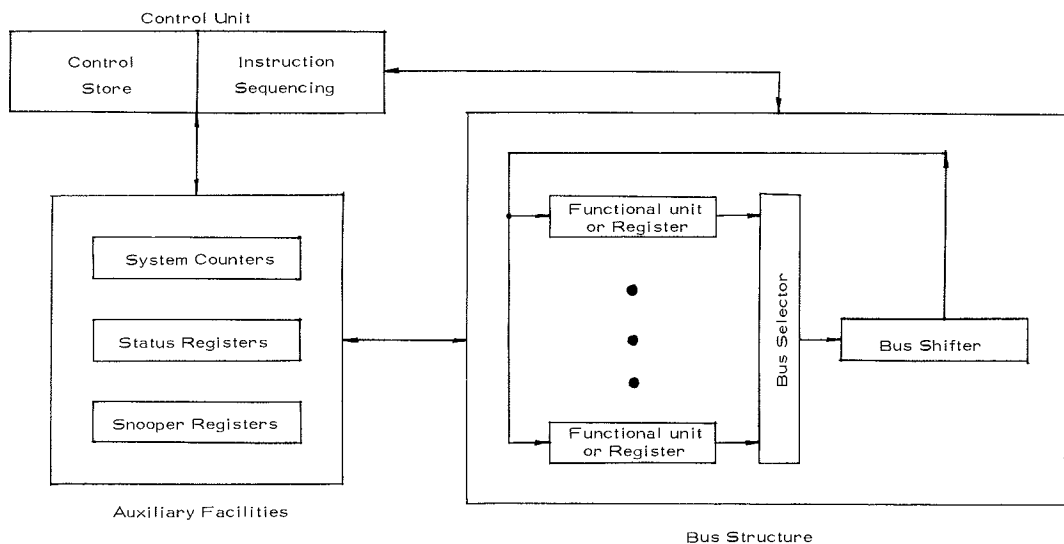 Control Unit
Control
Store
Instruction
Sequencing
System Counters
Status Registers
Snooper Registers
Auxiliary Facilities
Functional unit
or Register
Functional unit
or Register
Bus Selector
Bus Shifter
Bus Structure